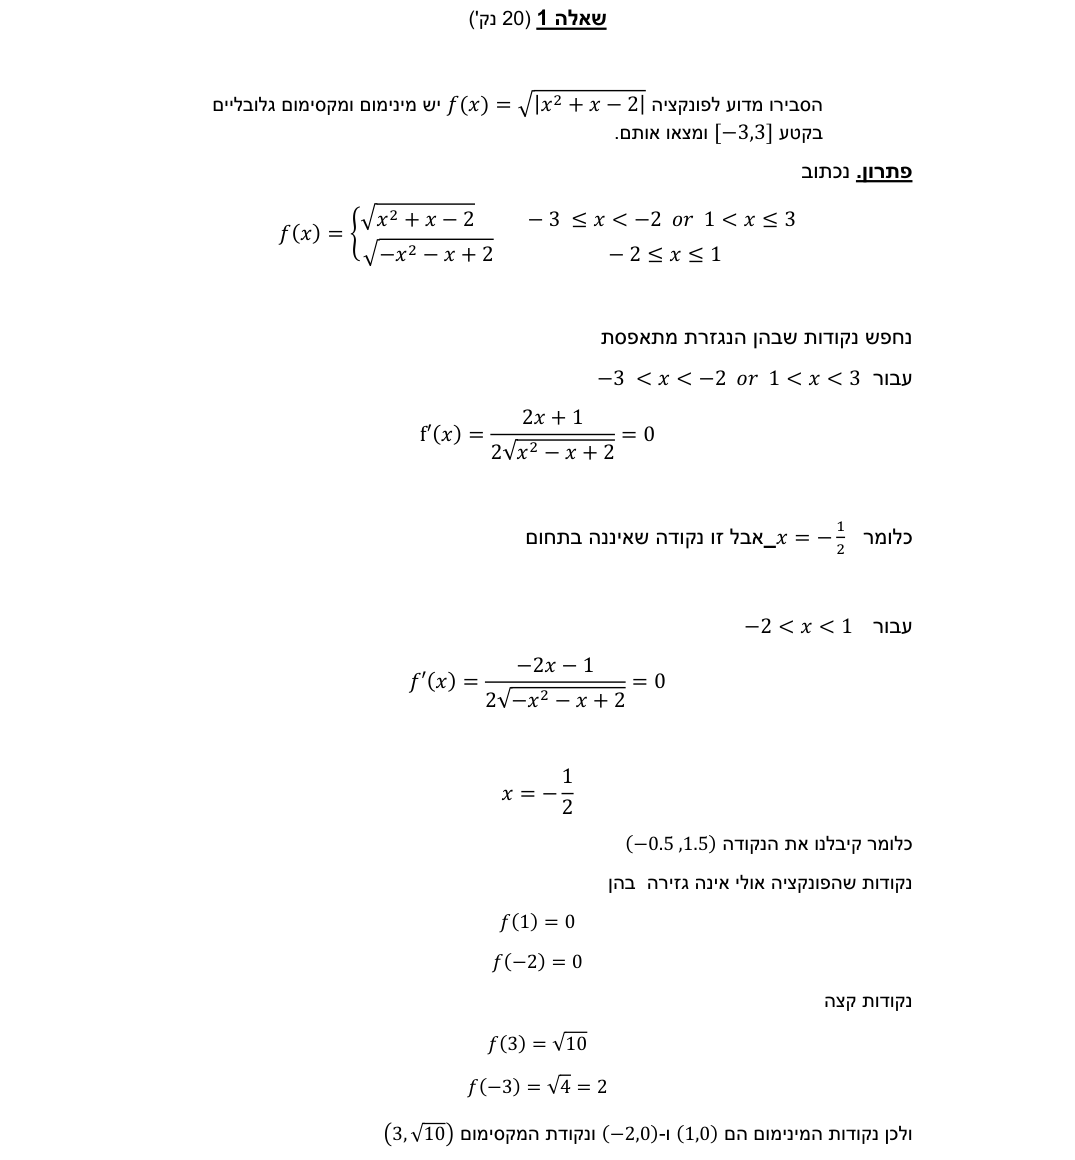 שאלה 1 (20 נק')
הסבירו מדוע לפונקציה f(x) = √|x² + x − 2| יש מינימום ומקסימום גלובליים
בקטע [−3,3] ומצאו אותם.
פתרון. נכתוב
f(x) = { √(x² + x − 2)   − 3 ≤ x < −2 or 1 < x ≤ 3
√(−x² − x + 2)   − 2 ≤ x ≤ 1
נחפש נקודות שבהן הנגזרת מתאפסת
עבור −3 < x < −2 or 1 < x < 3
f′(x) = (2x + 1) / (2√(x² − x + 2)) = 0
כלומר x = −1/2 _אבל זו נקודה שאיננה בתחום
עבור −2 < x < 1
f′(x) = (−2x − 1) / (2√(−x² − x + 2)) = 0
x = −1/2
כלומר קיבלנו את הנקודה (−0.5 ,1.5)
נקודות שהפונקציה אולי אינה גזירה בהן
f(1) = 0
f(−2) = 0
נקודות קצה
f(3) = √10
f(−3) = √4 = 2
ולכן נקודות המינימום הם (1,0) ו-(−2,0) ונקודת המקסימום (3, √10)